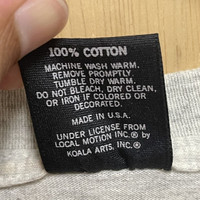 100% COTTON
MACHINE WASH WARM.
REMOVE PROMPTLY.
TUMBLE DRY WARM.
DO NOT BLEACH, DRY CLEAN,
OR IRON IF COLORED OR
DECORATED.
MADE IN U.S.A.
UNDER LICENSE FROM
LOCAL MOTION INC.® BY
KOALA ARTS, INC.®